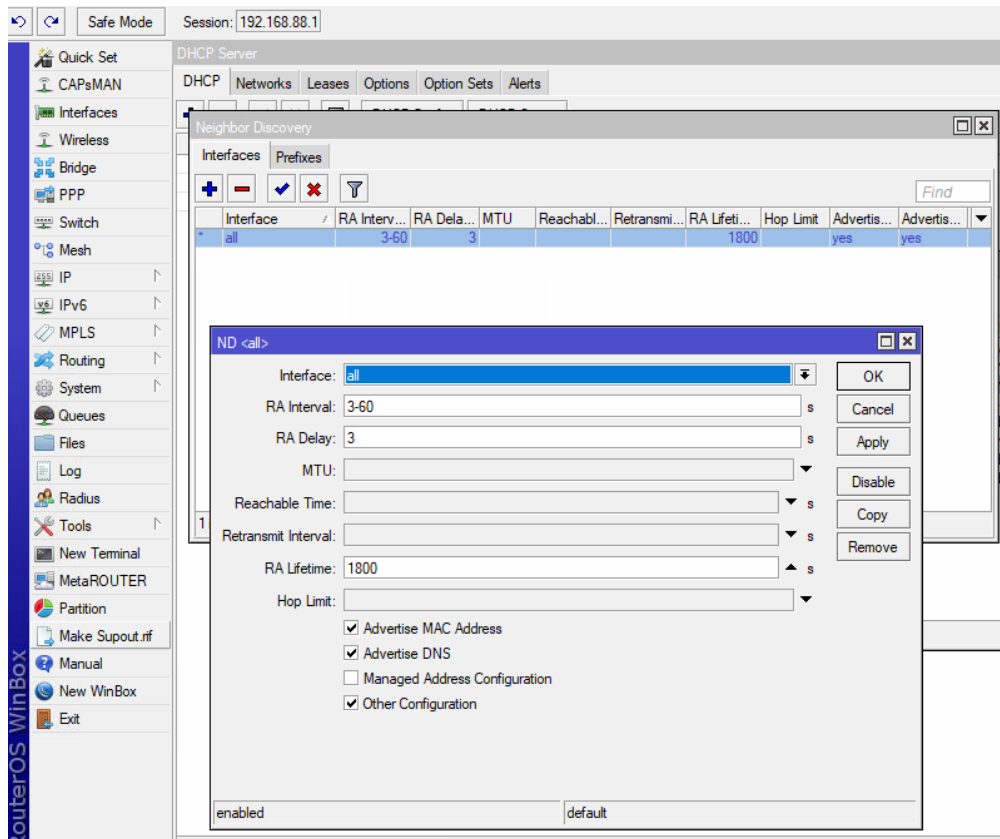 Safe Mode Session: 192.168.88.1
Quick Set
CAPsMAN
Interfaces
Wireless
Bridge
PPP
Switch
Mesh
IP
IPv6
MPLS
Routing
System
Queues
Files
Log
Radius
Tools
New Terminal
MetaROUTER
Partition
Make Supout.rif
Manual
New WinBox
Exit
RouterOS WinBox
DHCP Server
DHCP Networks Leases Options Option Sets Alerts
Neighbor Discovery
Interfaces Prefixes
Find
Interface RA Interv... RA Dela... MTU Reachabl... Retransmi... RA Lifeti... Hop Limit Advertis... Advertis...
* all 3-60 3 1800 yes yes
ND <all>
Interface: all OK
RA Interval: 3-60 s Cancel
RA Delay: 3 s Apply
MTU:
Disable
Reachable Time: s
Copy
Retransmit Interval: s
Remove
RA Lifetime: 1800 s
Hop Limit:
Advertise MAC Address
Advertise DNS
Managed Address Configuration
Other Configuration
enabled default